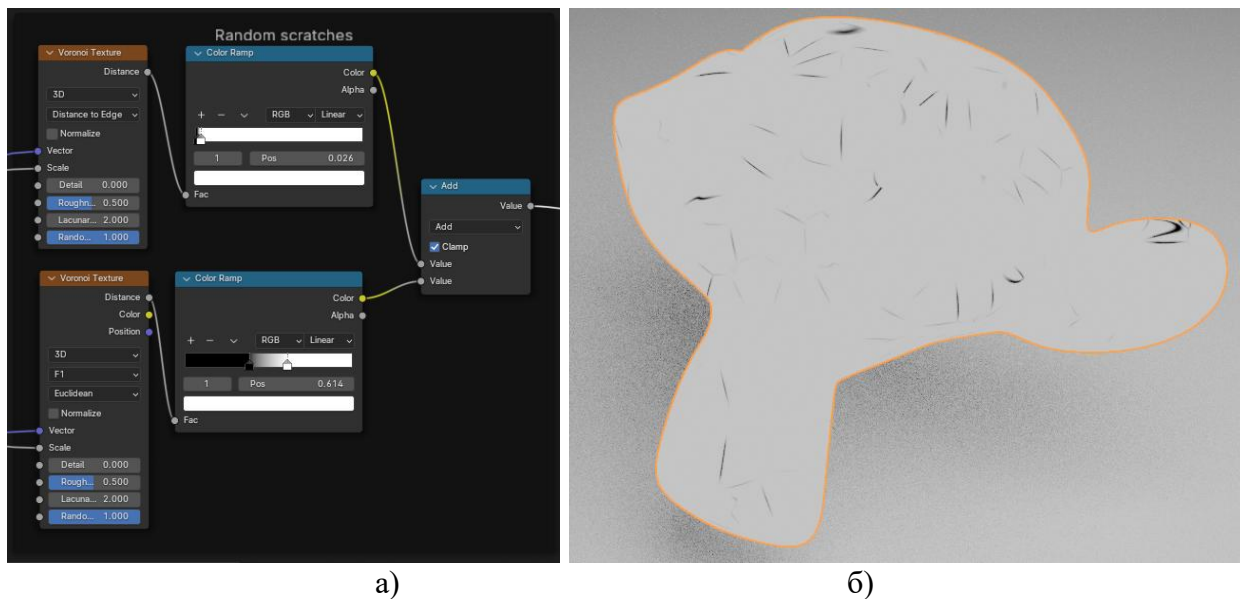 Random scratches
Voronoi Texture
Distance
3D
Distance to Edge
Normalize
Vector
Scale
Detail 0.000
Roughn... 0.500
Lacunar... 2.000
Rando... 1.000
Color Ramp
Color
Alpha
+ − RGB Linear
1 Pos 0.026
Fac
Add
Value
Add
Clamp
Value
Value
Voronoi Texture
Distance
Color
Position
3D
F1
Euclidean
Normalize
Vector
Scale
Detail 0.000
Rough... 0.500
Lacuna... 2.000
Rando... 1.000
Color Ramp
Color
Alpha
+ − RGB Linear
1 Pos 0.614
Fac
а)
б)